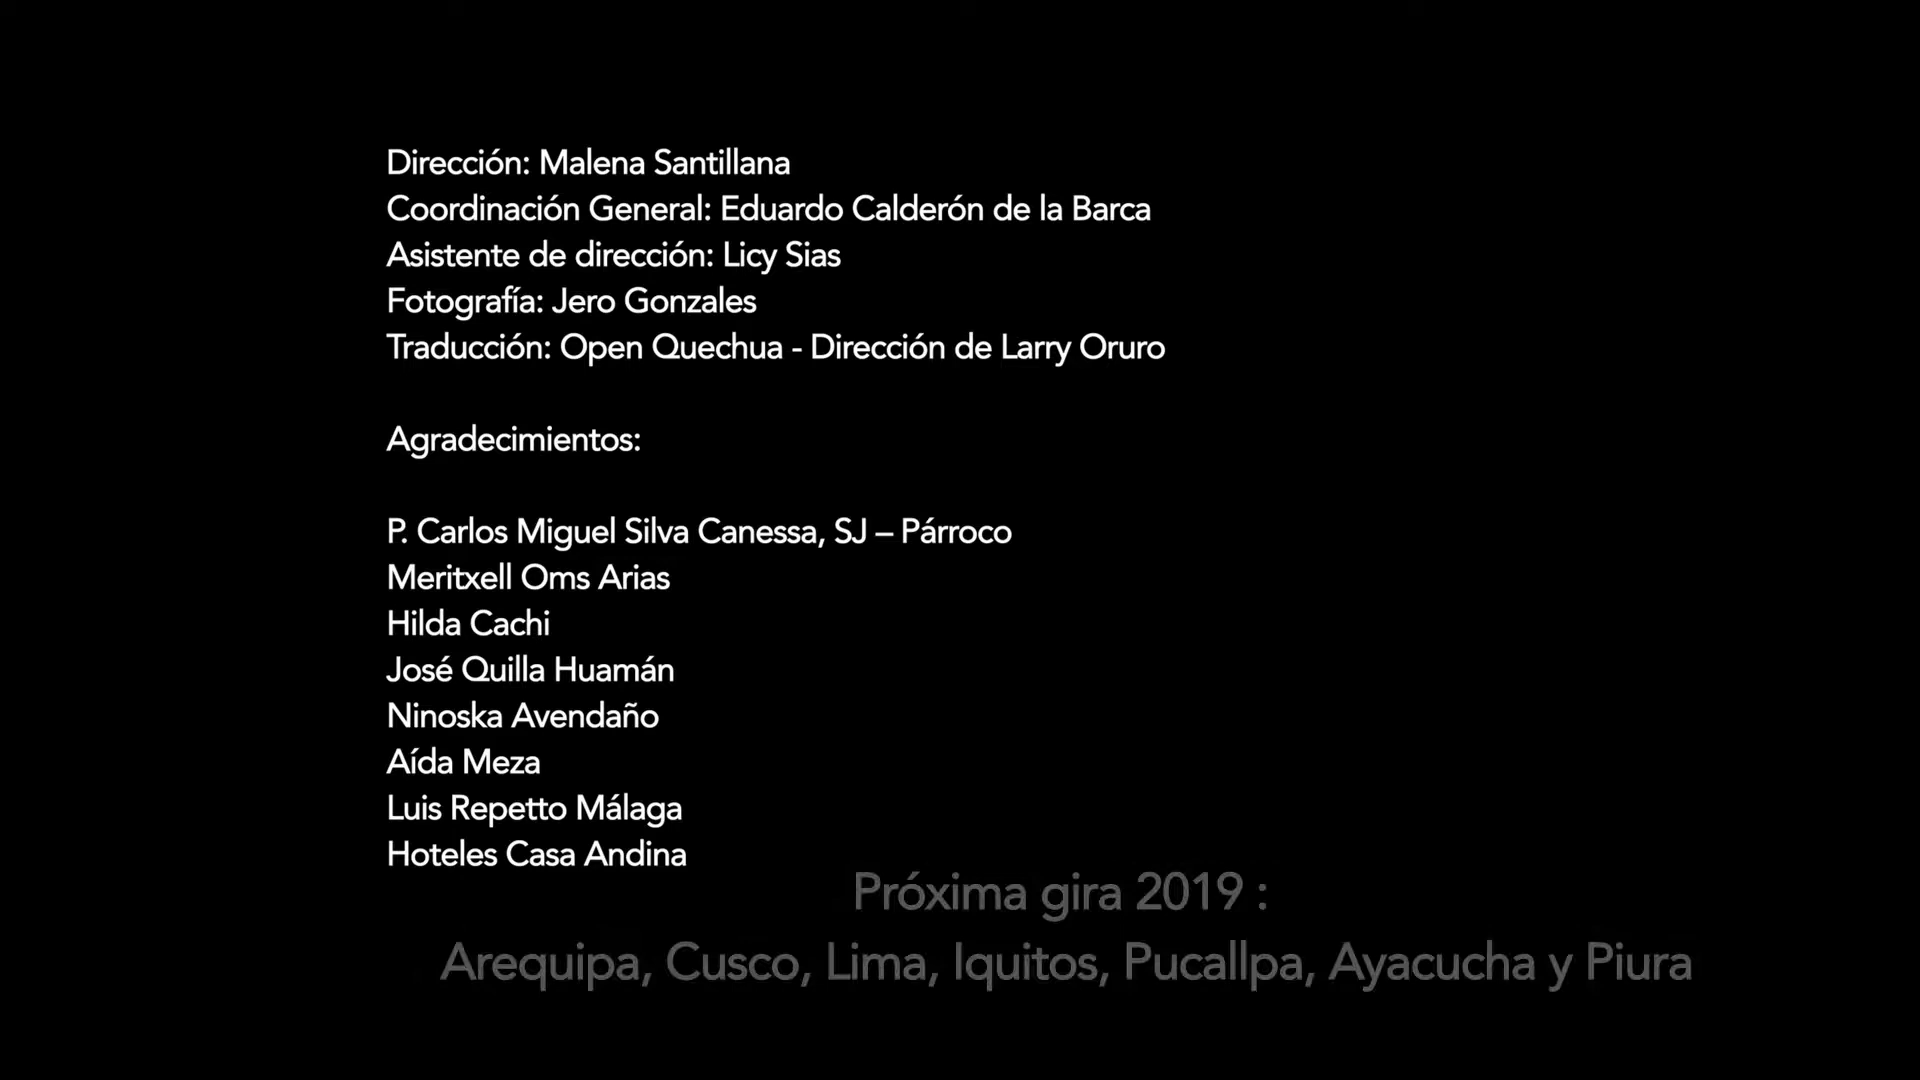 Dirección: Malena Santillana
Coordinación General: Eduardo Calderón de la Barca
Asistente de dirección: Licy Sias
Fotografía: Jero Gonzales
Traducción: Open Quechua - Dirección de Larry Oruro
Agradecimientos:
P. Carlos Miguel Silva Canessa, SJ – Párroco
Meritxell Oms Arias
Hilda Cachi
José Quilla Huamán
Ninoska Avendaño
Aída Meza
Luis Repetto Málaga
Hoteles Casa Andina
Próxima gira 2019 :
Arequipa, Cusco, Lima, Iquitos, Pucallpa, Ayacucha y Piura